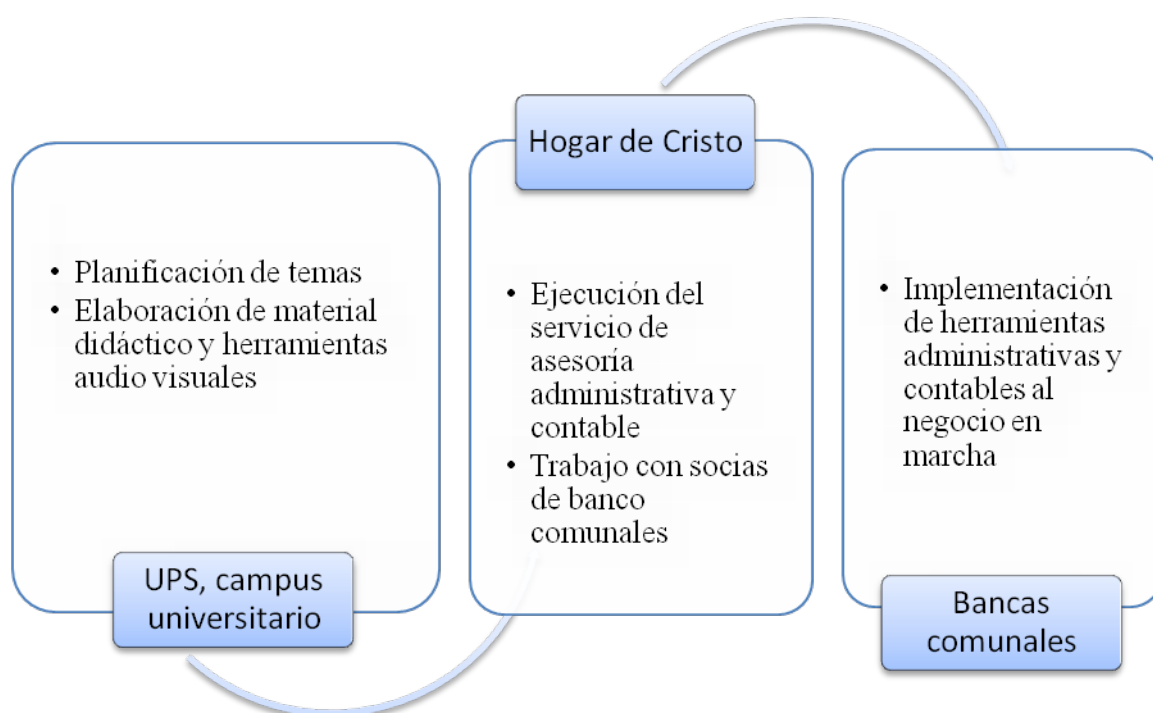 • Planificación de temas
• Elaboración de material
didáctico y herramientas
audio visuales
UPS, campus
universitario
Hogar de Cristo
• Ejecución del
servicio de
asesoría
administrativa y
contable
• Trabajo con socias
de banco
comunales
• Implementación
de herramientas
administrativas y
contables al
negocio en
marcha
Bancas
comunales